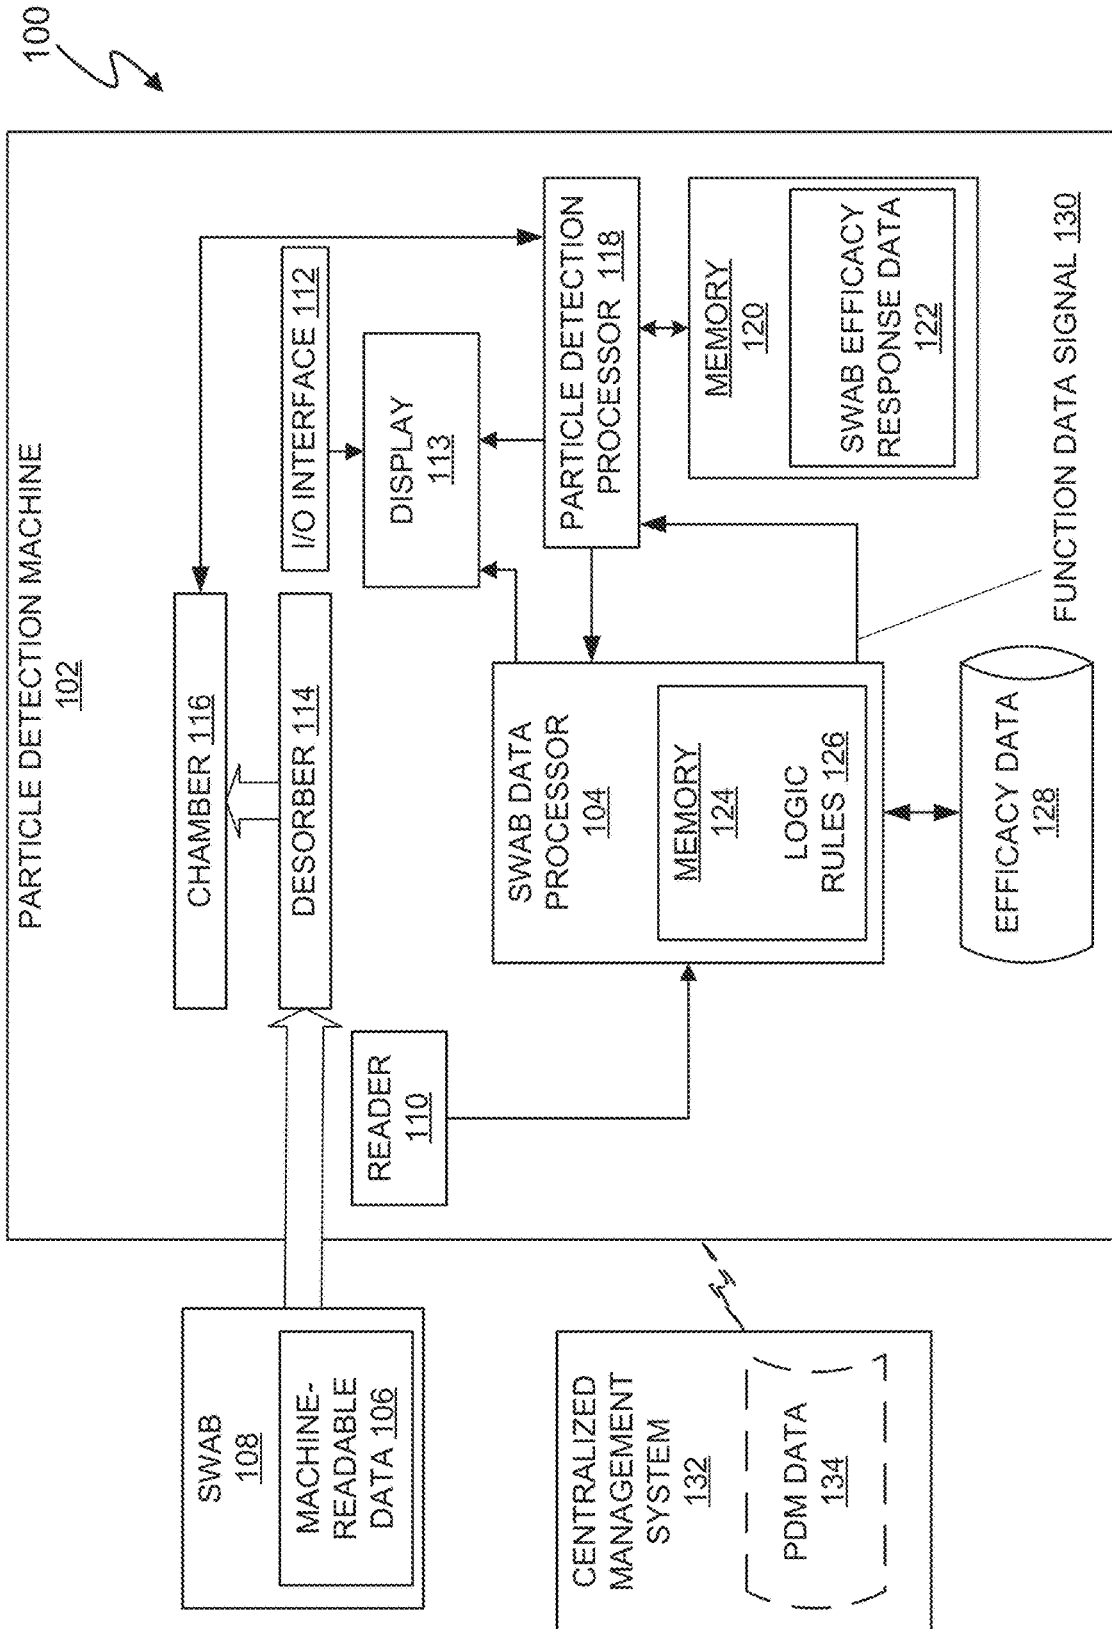 100
PARTICLE DETECTION MACHINE
102
SWAB
108
MACHINE-
READABLE
DATA 106
CHAMBER 116
DESORBER 114
I/O INTERFACE 112
READER
110
DISPLAY
113
SWAB DATA
PROCESSOR
104
MEMORY
124
LOGIC
RULES 126
PARTICLE DETECTION
PROCESSOR 118
MEMORY
120
SWAB EFFICACY
RESPONSE DATA
122
EFFICACY DATA
128
FUNCTION DATA SIGNAL 130
CENTRALIZED
MANAGEMENT
SYSTEM
132
PDM DATA
134